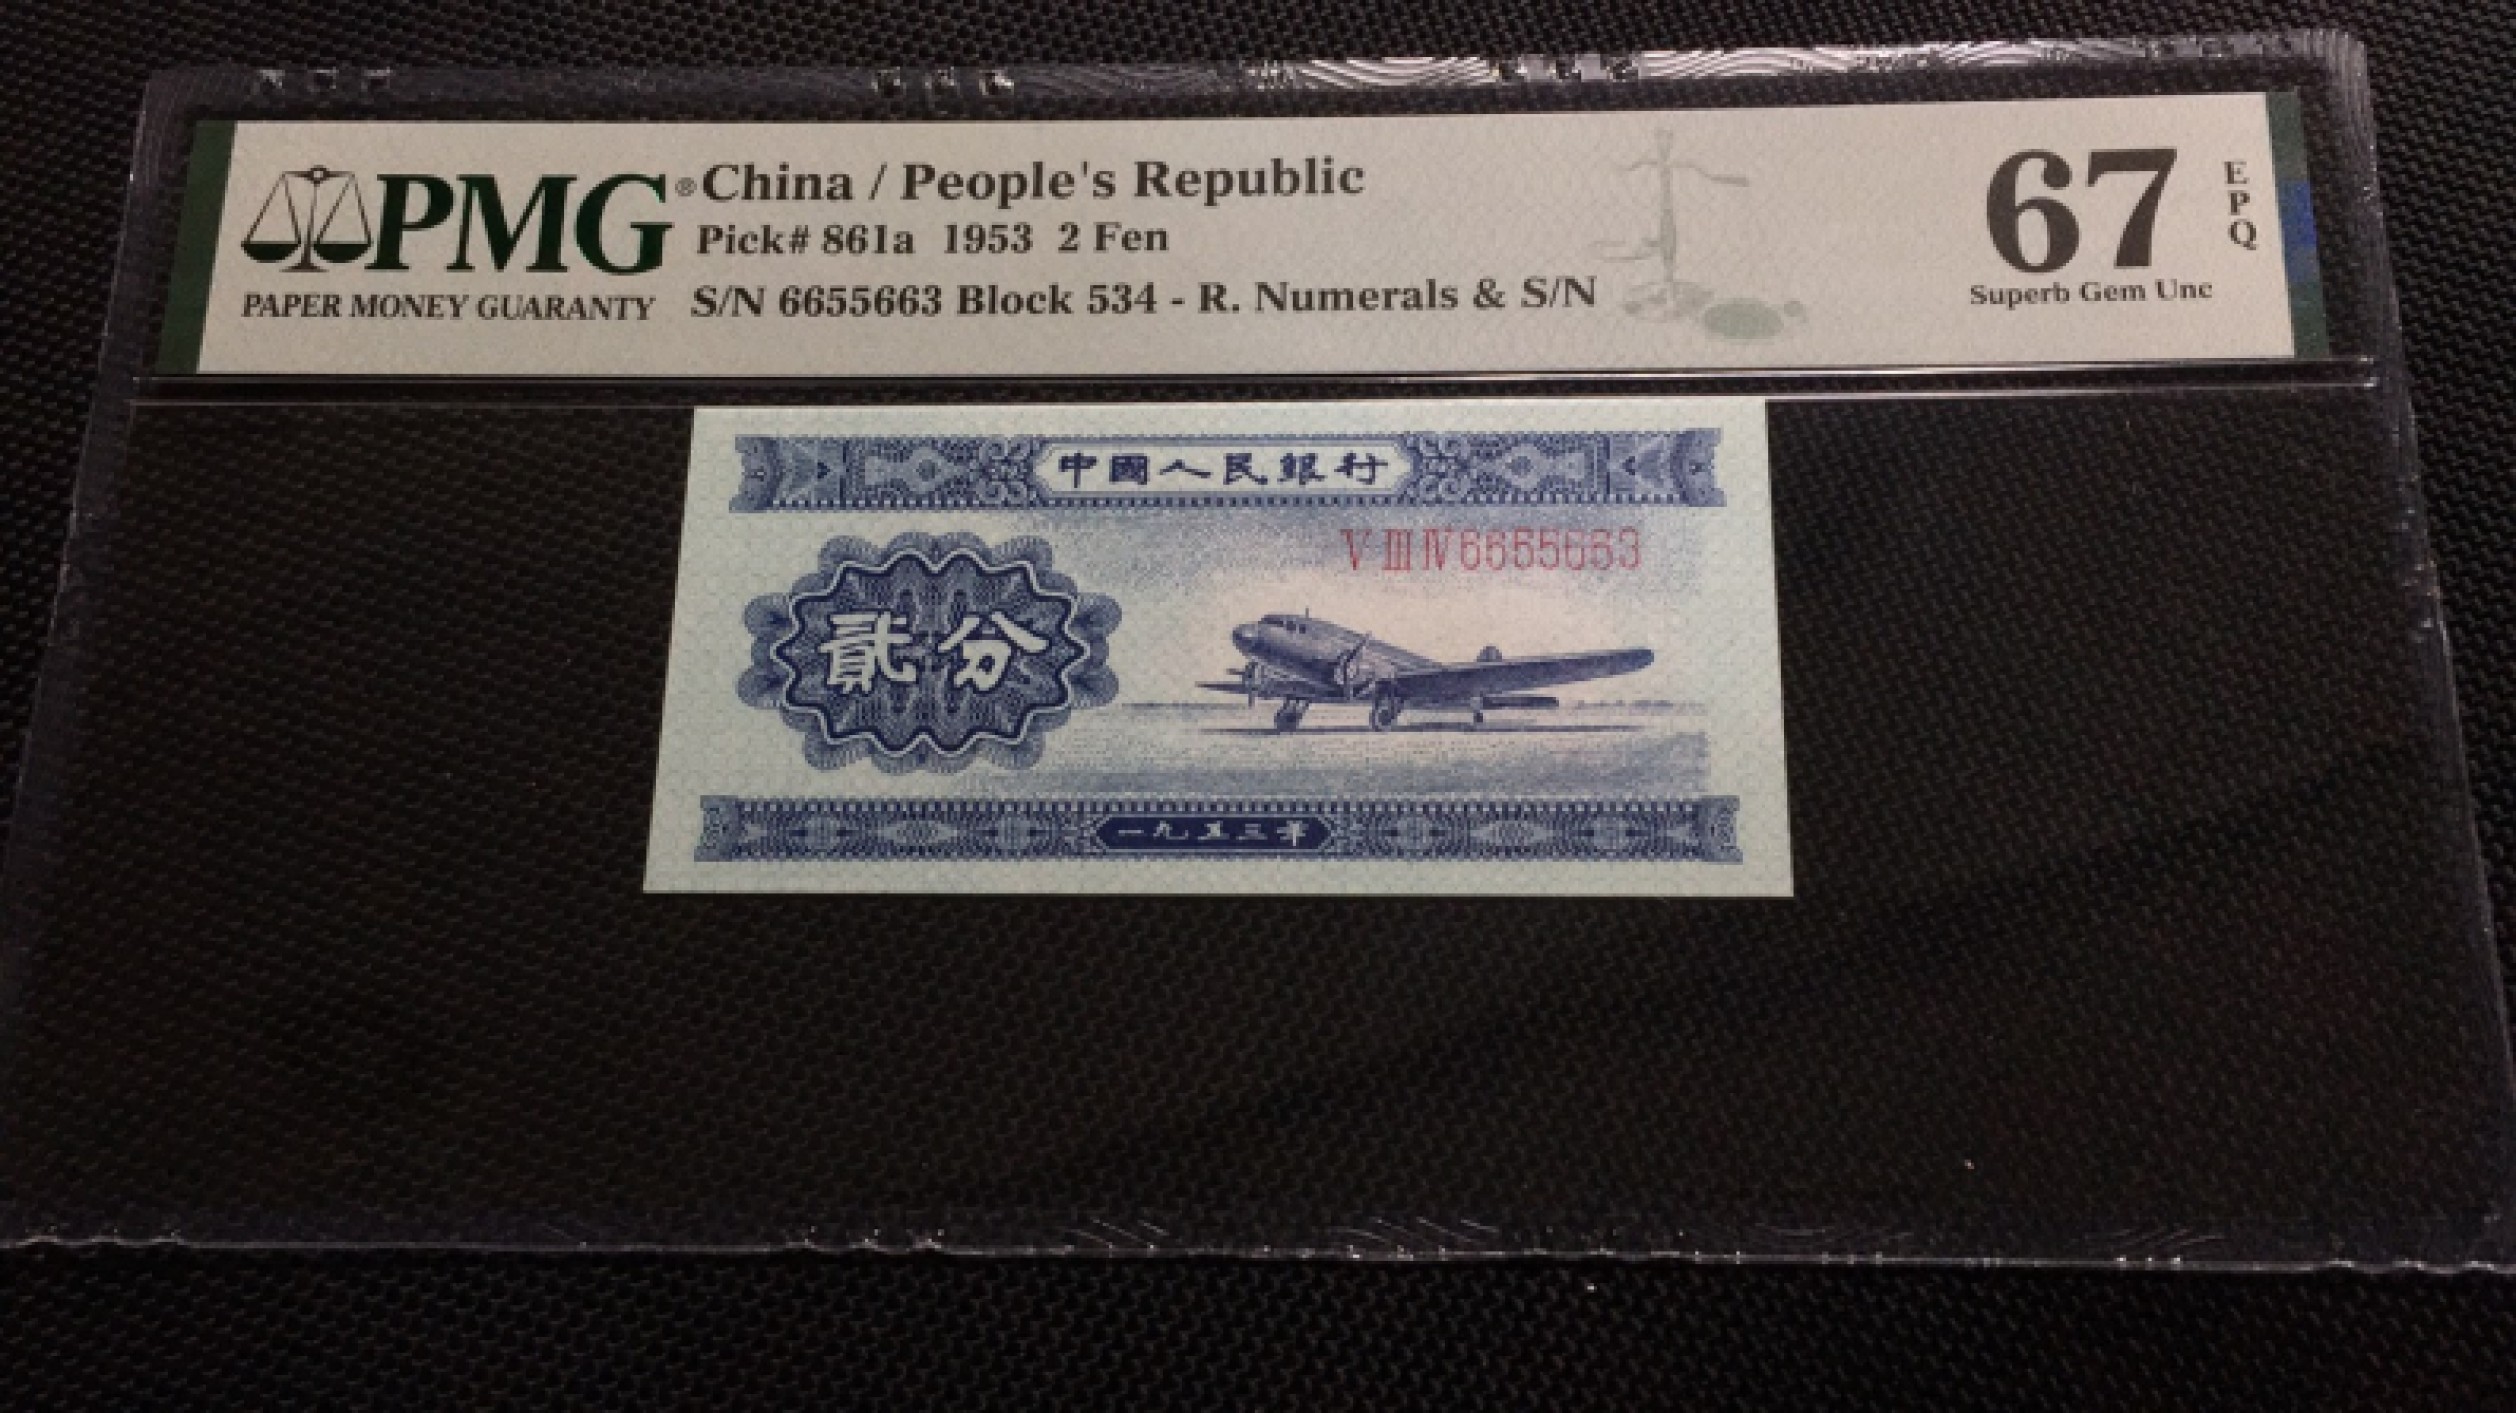 PMG®
PAPER MONEY GUARANTY
China / People's Republic
Pick# 861a 1953 2 Fen
S/N 6655663 Block 534 - R. Numerals & S/N
67
EPQ
Superb Gem Unc
中國人民銀行
V III IV 6655663
貳分
一九五三年